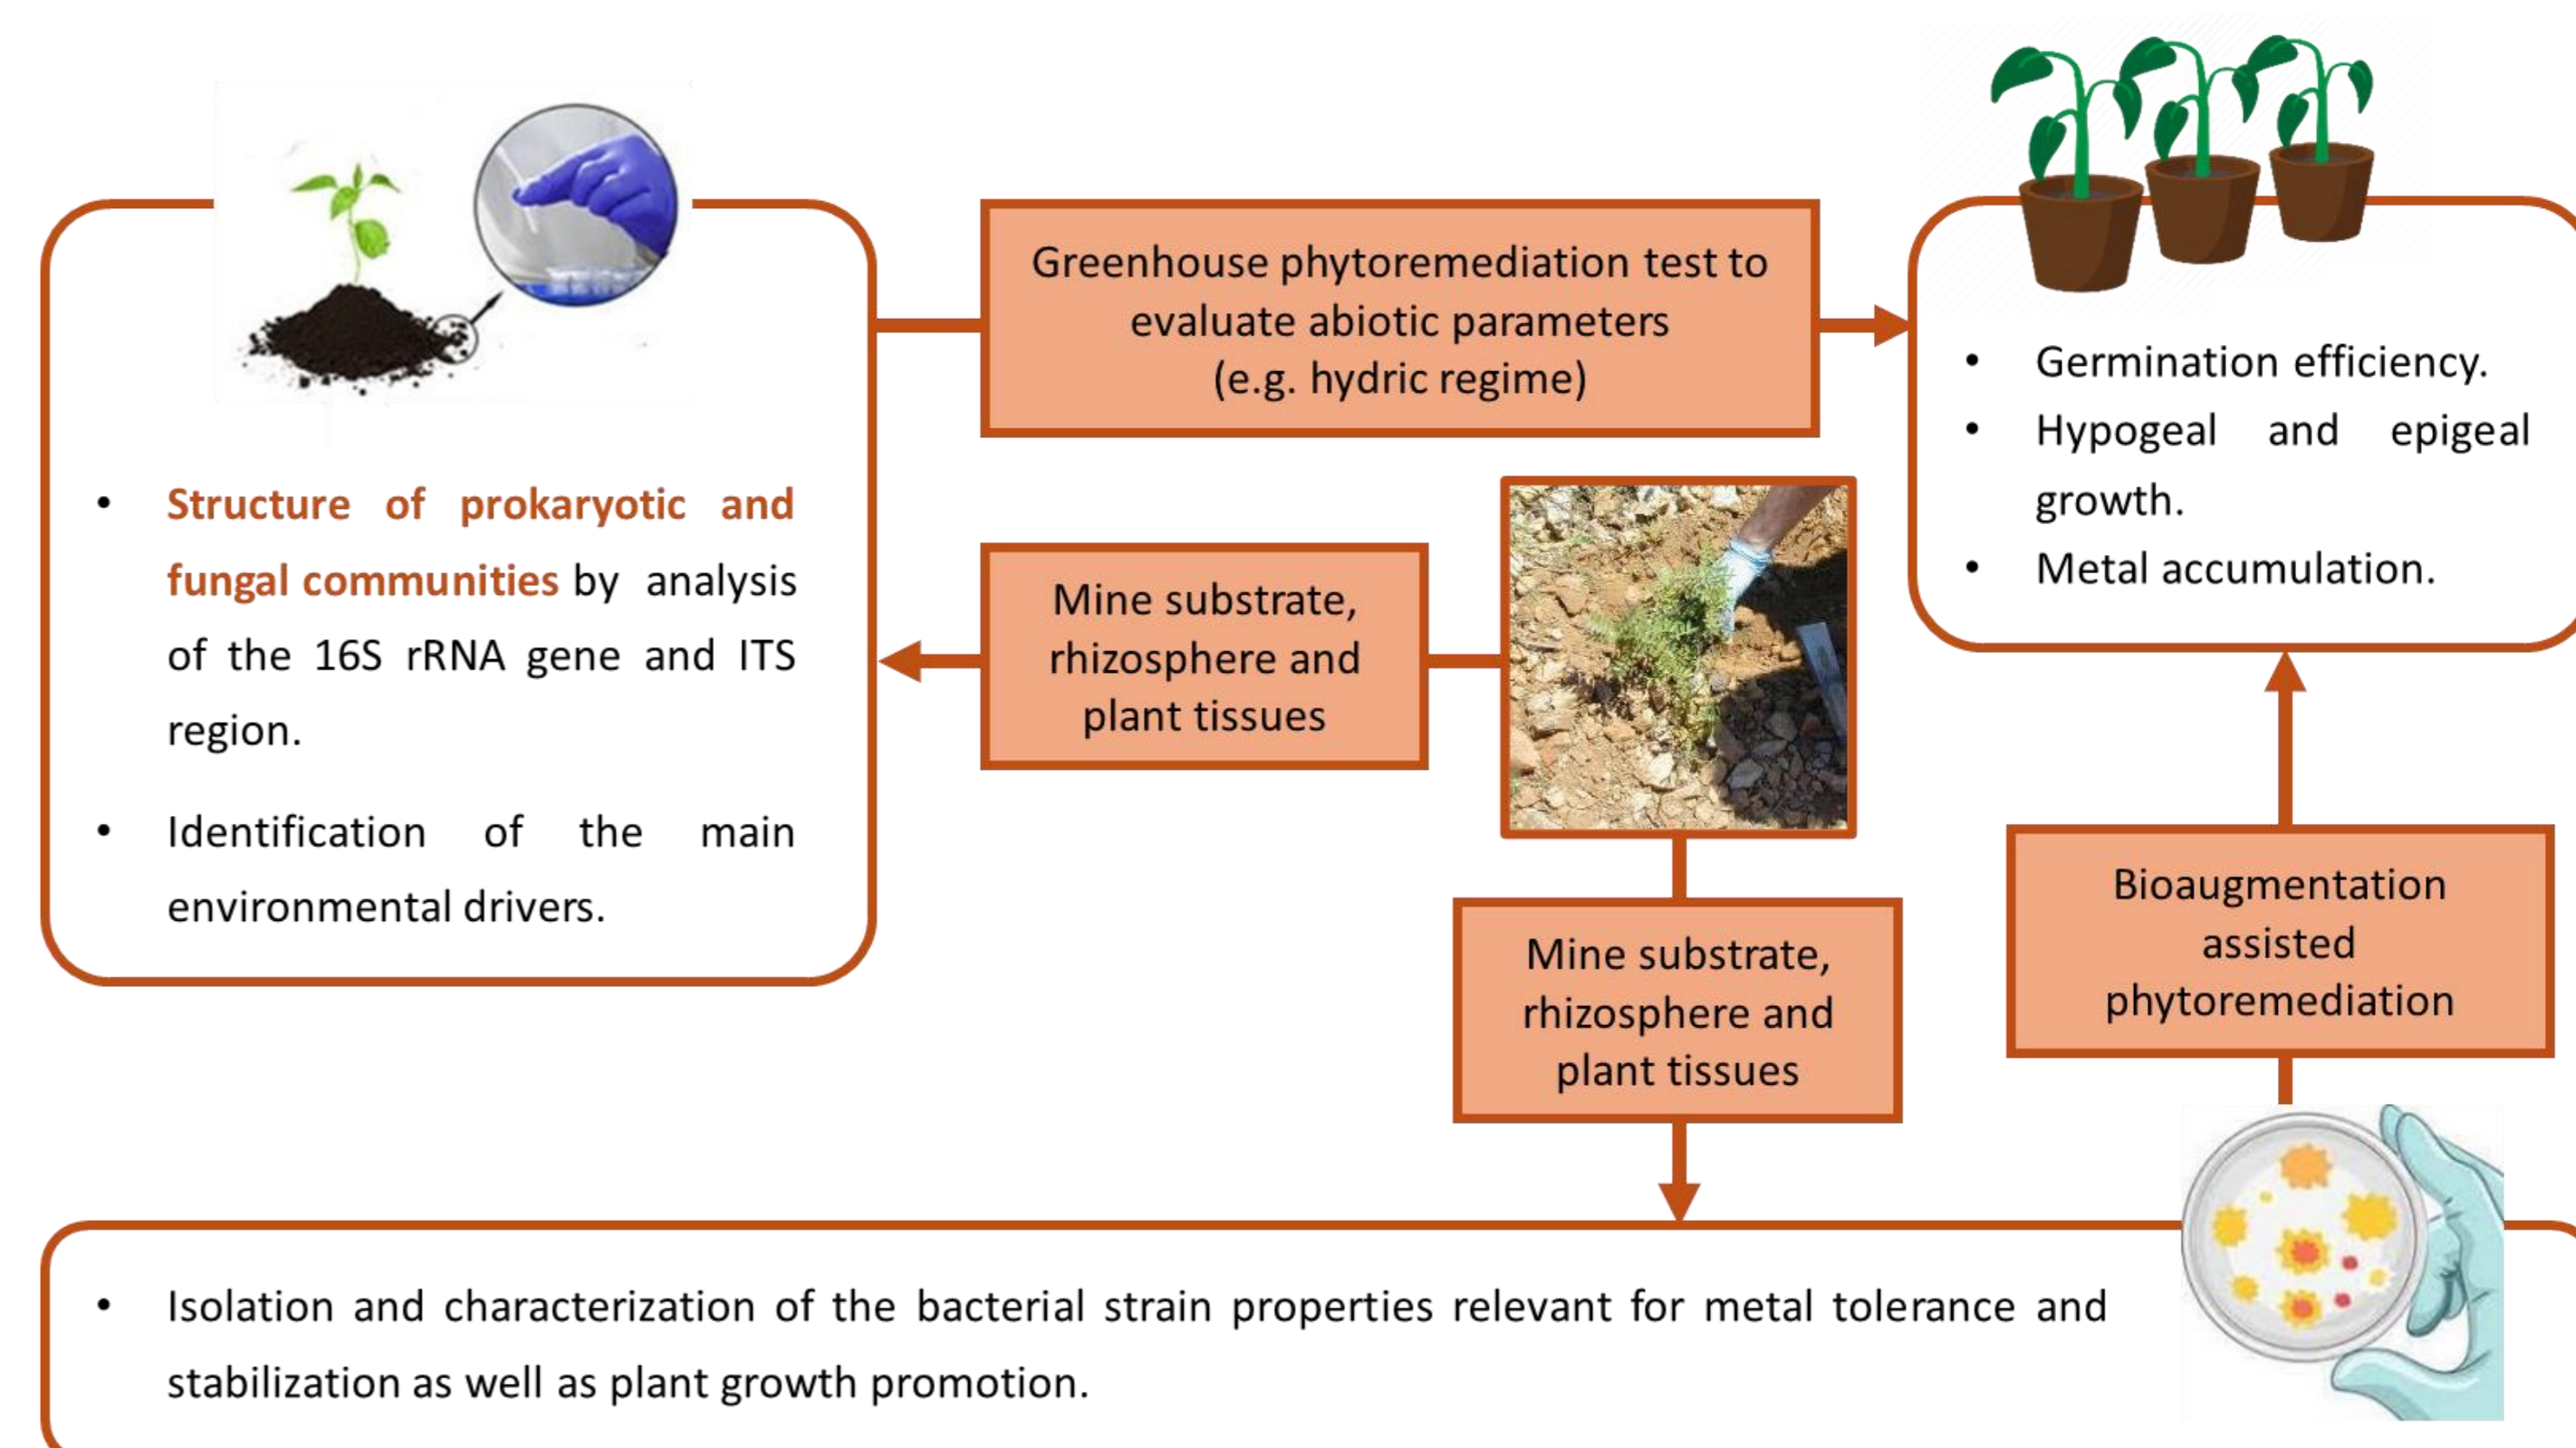 Greenhouse phytoremediation test to
evaluate abiotic parameters
(e.g. hydric regime)
• Germination efficiency.
• Hypogeal and epigeal
growth.
• Metal accumulation.
• Structure of prokaryotic and
fungal communities by analysis
of the 16S rRNA gene and ITS
region.
• Identification of the main
environmental drivers.
Mine substrate,
rhizosphere and
plant tissues
Mine substrate,
rhizosphere and
plant tissues
Bioaugmentation
assisted
phytoremediation
• Isolation and characterization of the bacterial strain properties relevant for metal tolerance and
stabilization as well as plant growth promotion.